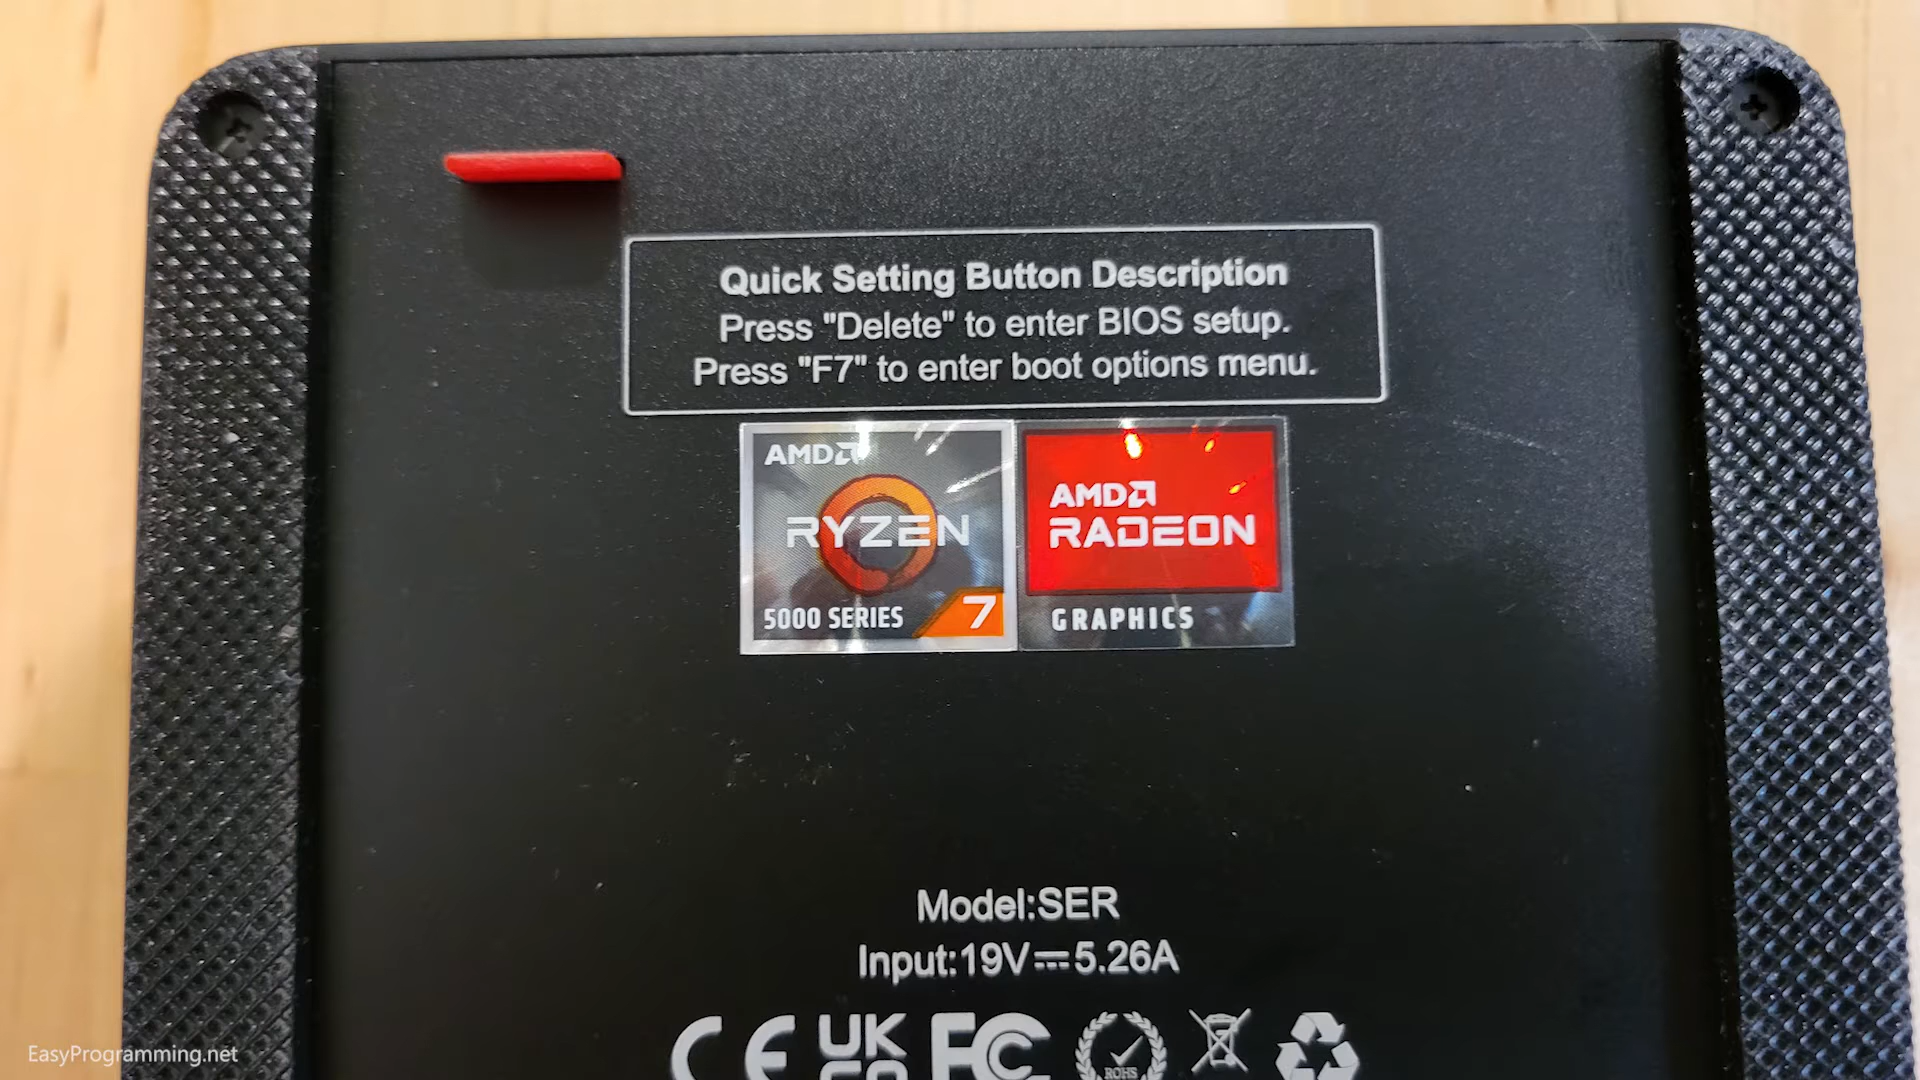 Quick Setting Button Description
Press "Delete" to enter BIOS setup.
Press "F7" to enter boot options menu.
AMD
RYZEN
5000 SERIES 7
AMD
RADEON
GRAPHICS
Model:SER
Input:19V⎓5.26A
CE UK CA FC ROHS
EasyProgramming.net